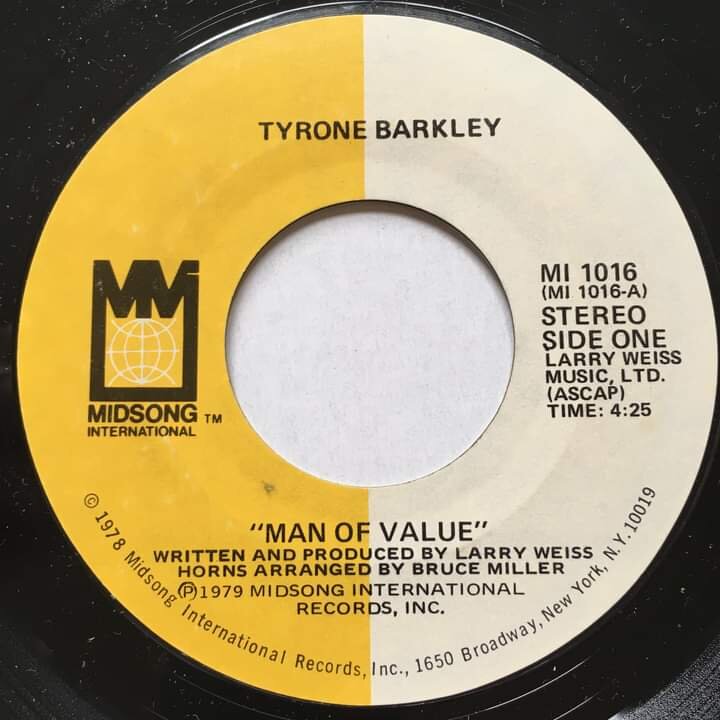 TYRONE BARKLEY
MM
MIDSONG TM
INTERNATIONAL
MI 1016
(MI 1016-A)
STEREO
SIDE ONE
LARRY WEISS
MUSIC, LTD.
(ASCAP)
TIME: 4:25
"MAN OF VALUE"
WRITTEN AND PRODUCED BY LARRY WEISS
HORNS ARRANGED BY BRUCE MILLER
Ⓟ1979 MIDSONG INTERNATIONAL
RECORDS, INC.
© 1978 Midsong International Records, Inc., 1650 Broadway, New York, N.Y. 10019